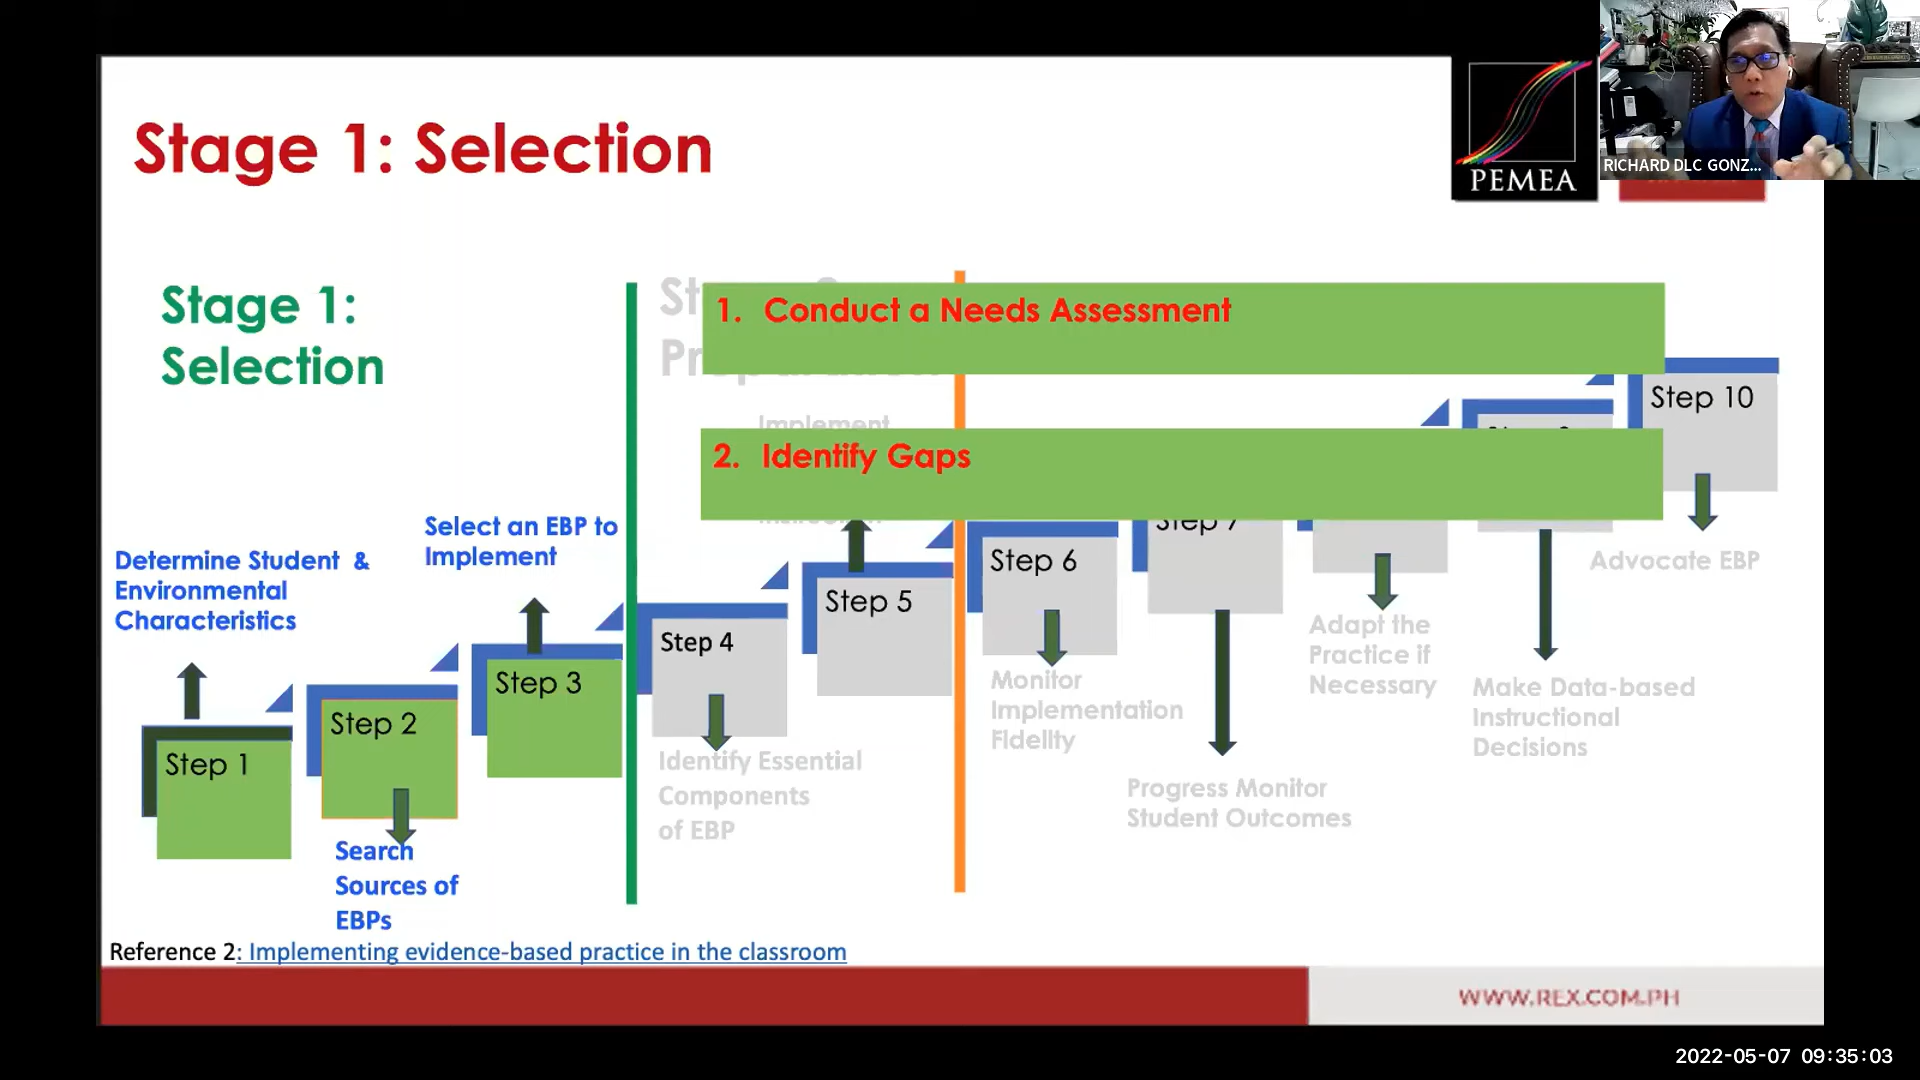 Stage 1: Selection
PEMEA
RICHARD DLC GONZ...
Stage 1:
Selection
1. Conduct a Needs Assessment
2. Identify Gaps
Implement
Select an EBP to
Implement
Determine Student &
Environmental
Characteristics
Step 1
Step 2
Step 3
Step 4
Step 5
Step 6
Step 7
Step 10
Search
Sources of
EBPs
Identify Essential
Components
of EBP
Monitor
Implementation
Fidelity
Progress Monitor
Student Outcomes
Adapt the
Practice if
Necessary
Make Data-based
Instructional
Decisions
Advocate EBP
Reference 2: Implementing evidence-based practice in the classroom
WWW.REX.COM.PH
2022-05-07 09:35:03